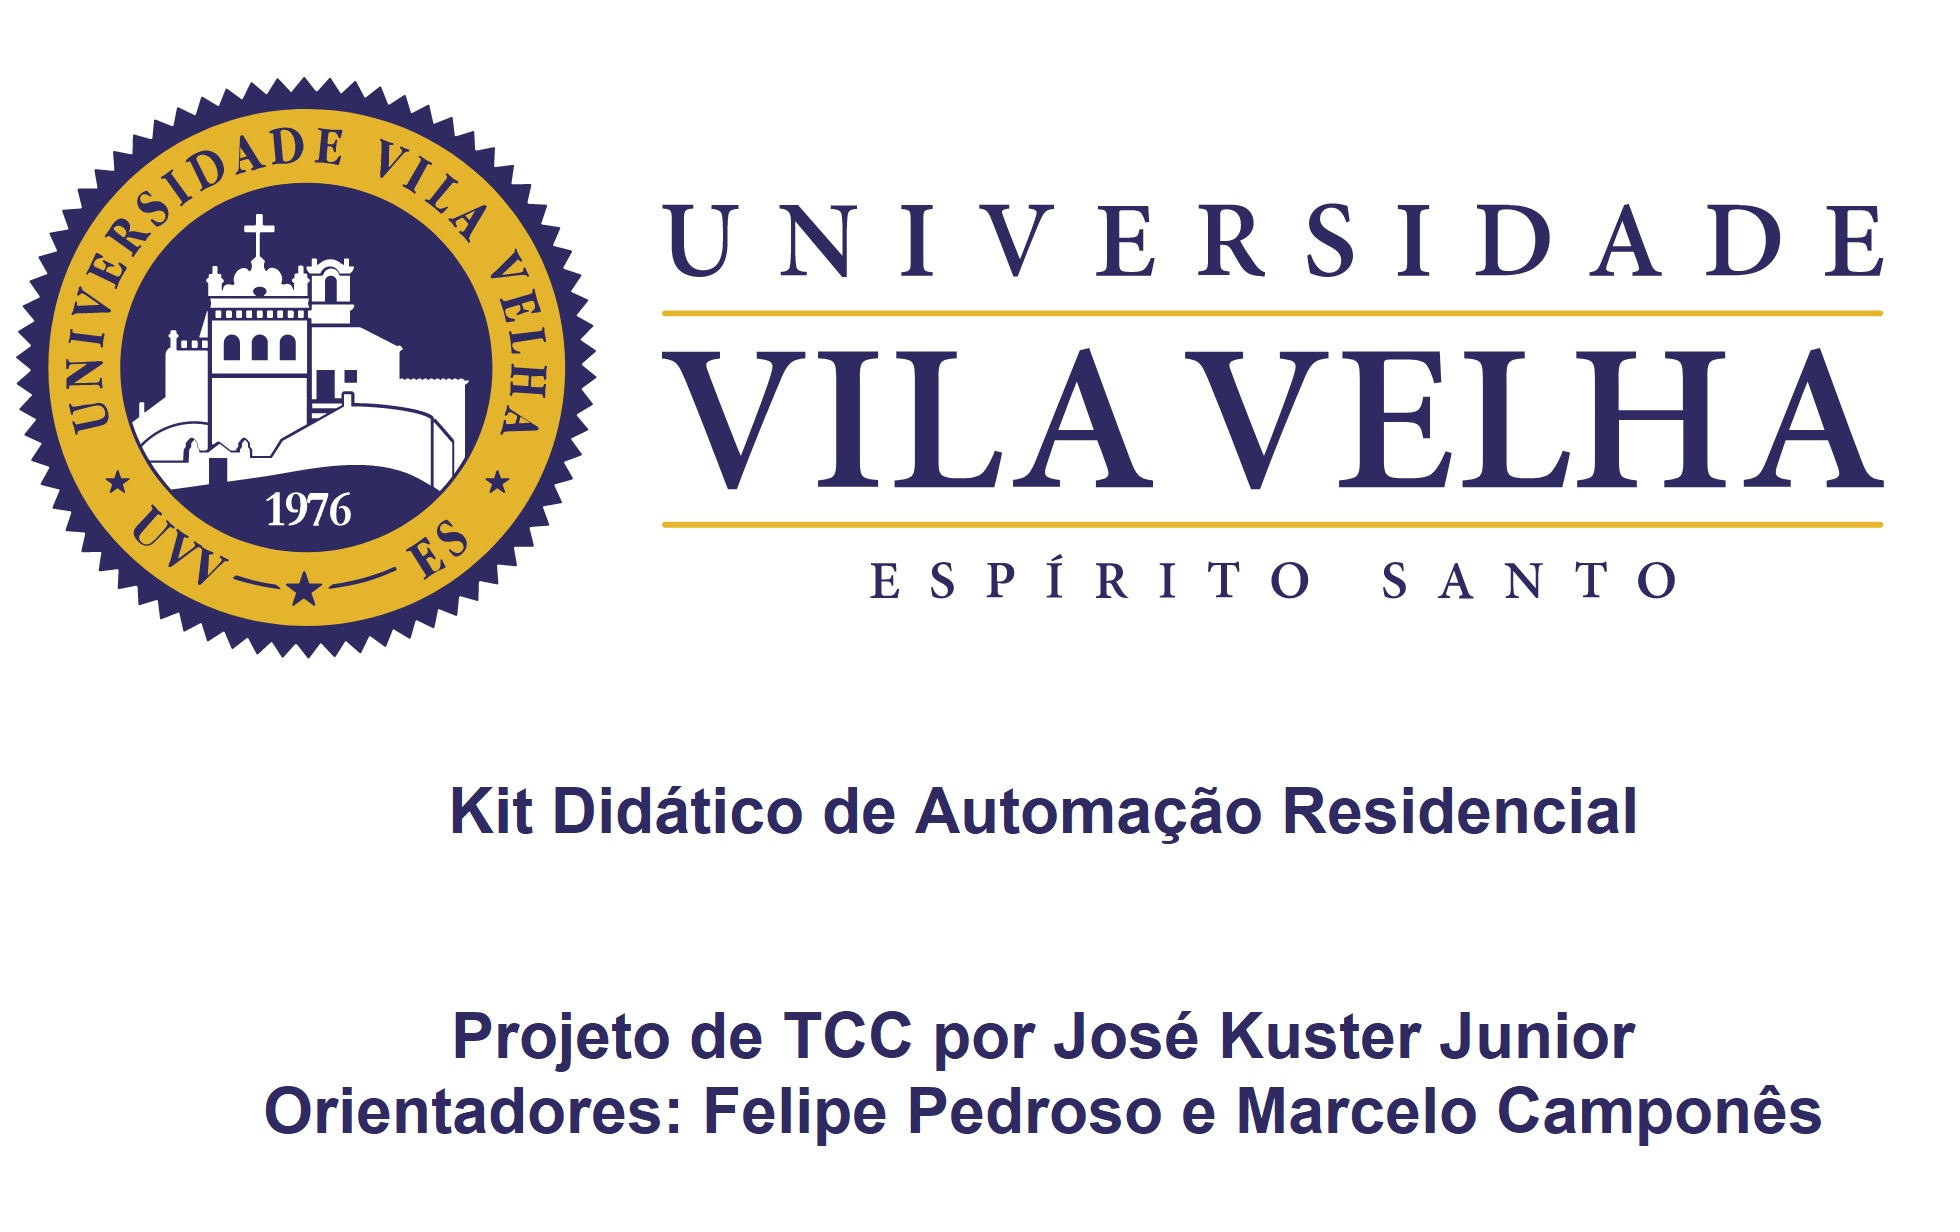 UNIVERSIDADE VILA VELHA
1976
UVV ES
UNIVERSIDADE
VILA VELHA
ESPÍRITO SANTO
Kit Didático de Automação Residencial
Projeto de TCC por José Kuster Junior
Orientadores: Felipe Pedroso e Marcelo Camponês